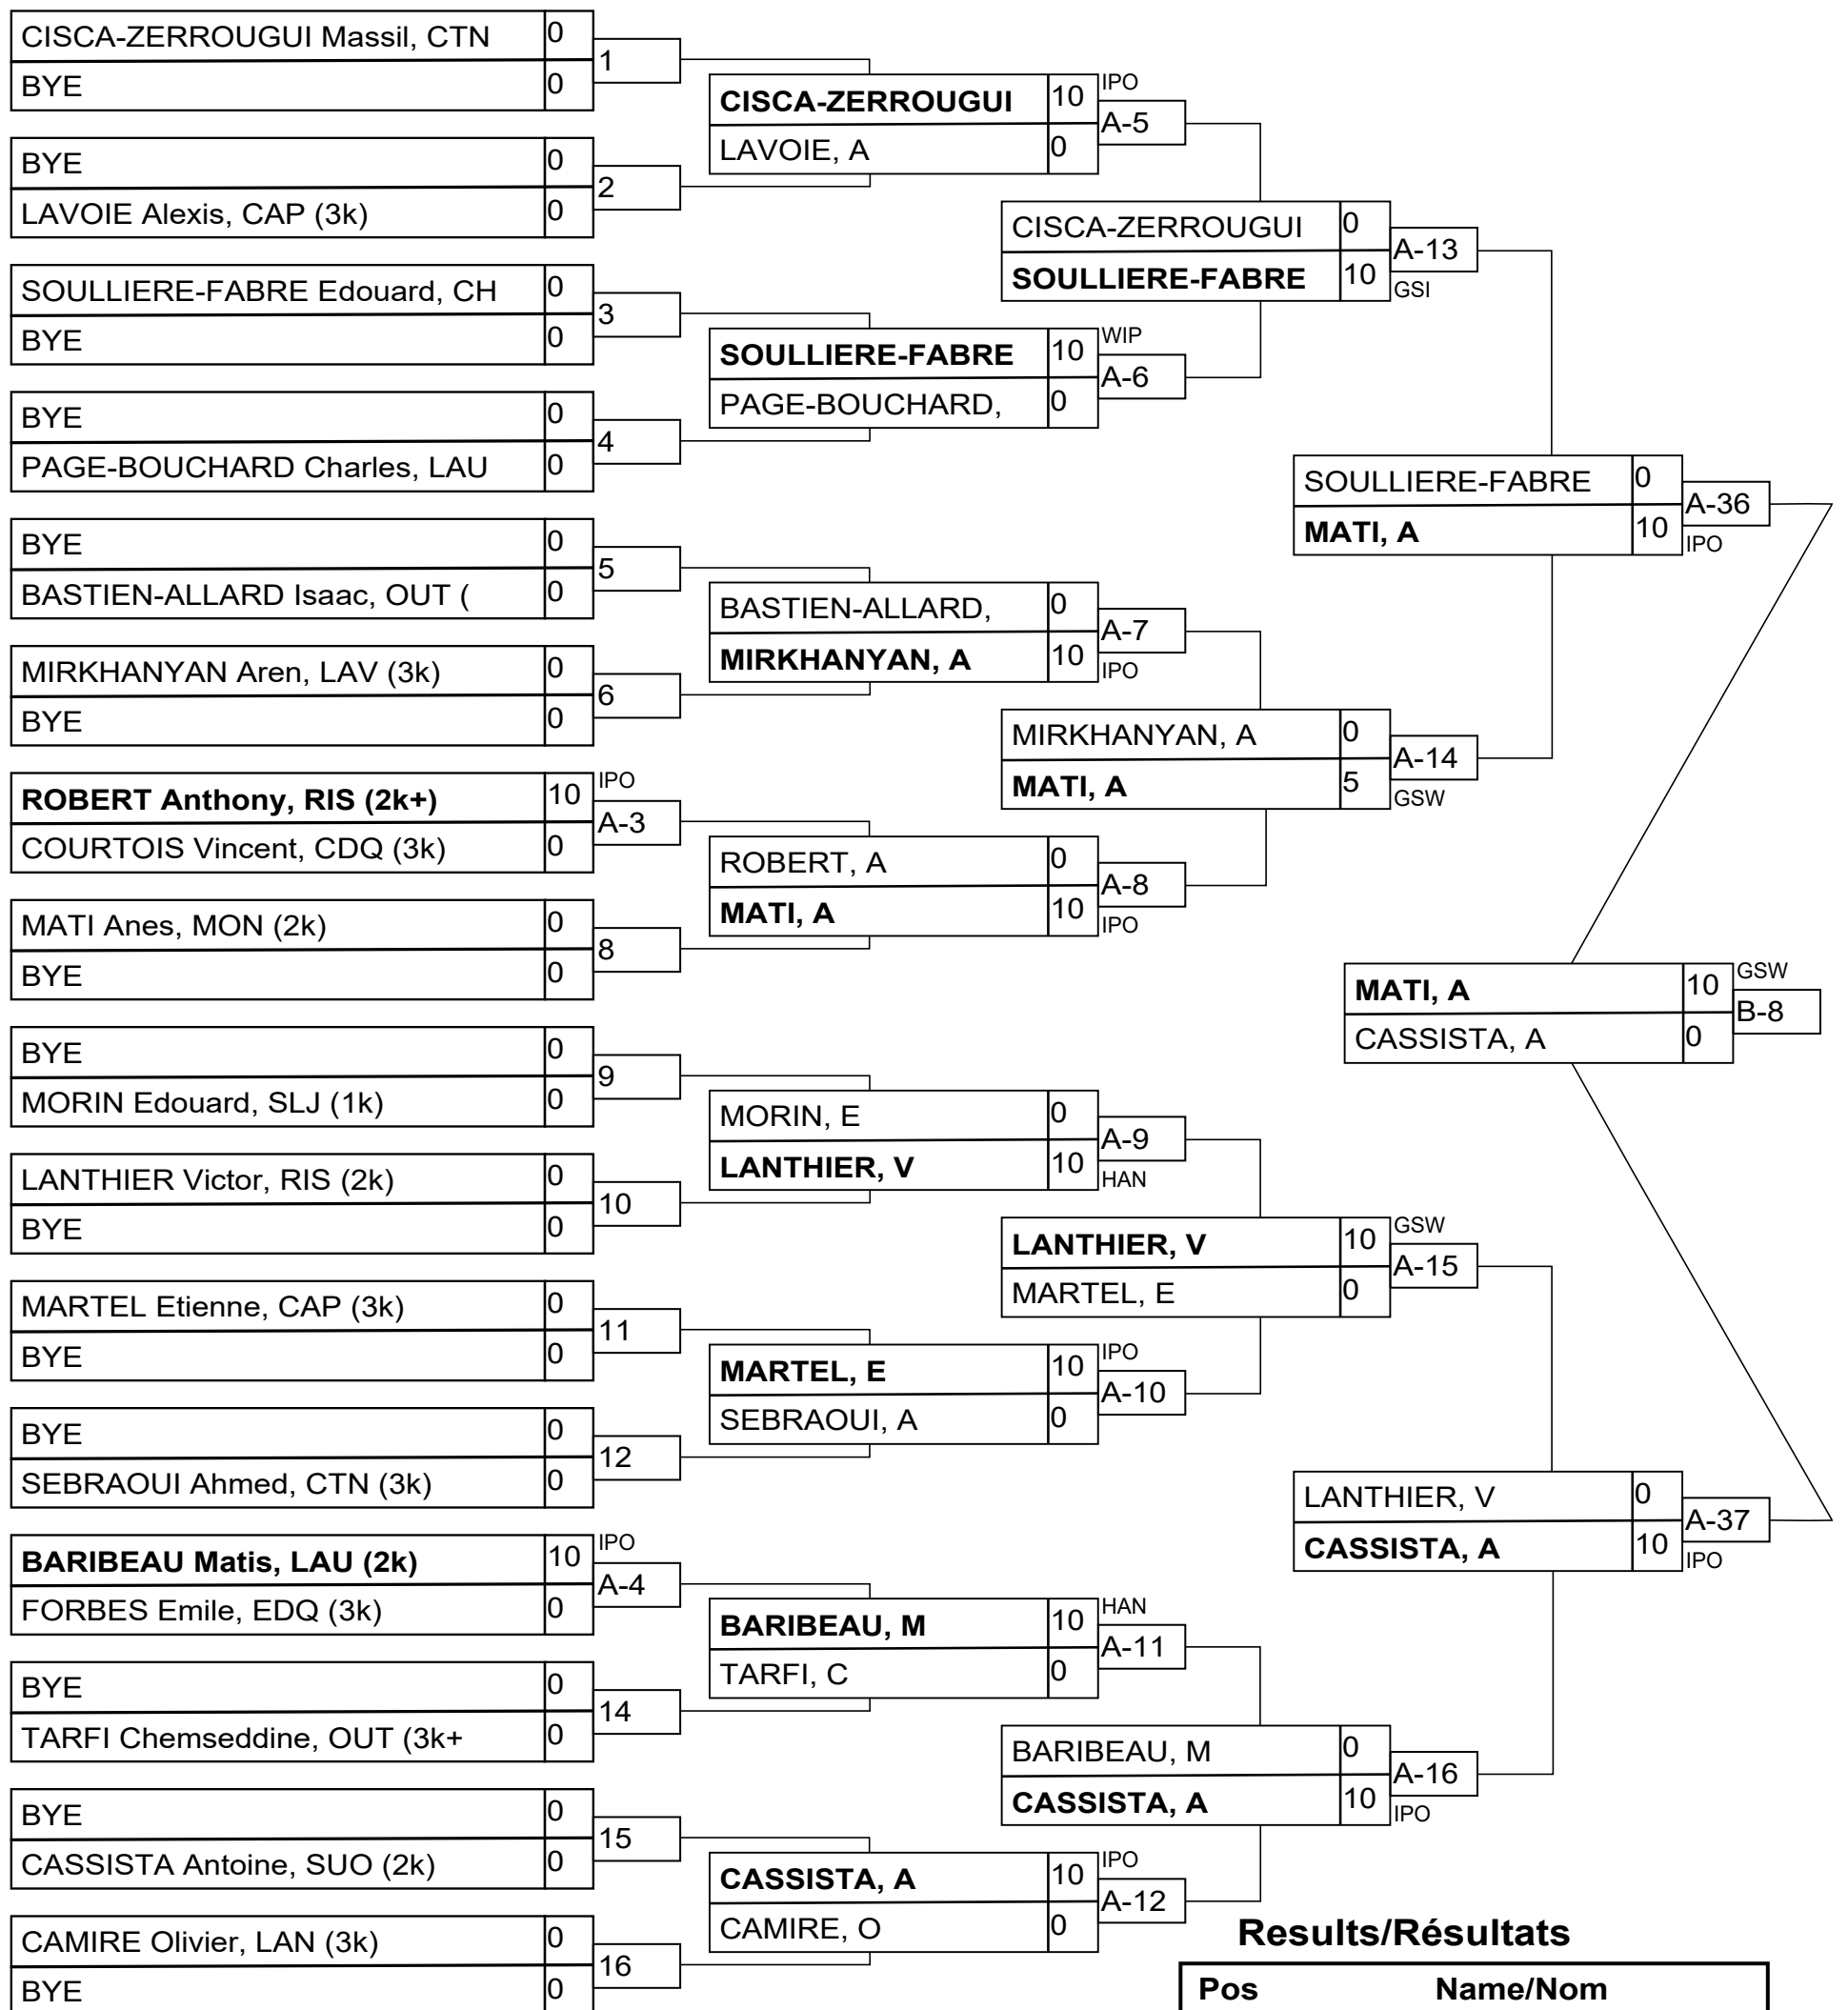 CISCA-ZERROUGUI Massil, CTN 0
1
BYE 0
BYE 0
2
LAVOIE Alexis, CAP (3k) 0
SOULLIERE-FABRE Edouard, CH 0
3
BYE 0
BYE 0
4
PAGE-BOUCHARD Charles, LAU 0
BYE 0
5
BASTIEN-ALLARD Isaac, OUT ( 0
MIRKHANYAN Aren, LAV (3k) 0
6
BYE 0
ROBERT Anthony, RIS (2k+) 10 IPO
A-3
COURTOIS Vincent, CDQ (3k) 0
MATI Anes, MON (2k) 0
8
BYE 0
BYE 0
9
MORIN Edouard, SLJ (1k) 0
LANTHIER Victor, RIS (2k) 0
10
BYE 0
MARTEL Etienne, CAP (3k) 0
11
BYE 0
BYE 0
12
SEBRAOUI Ahmed, CTN (3k) 0
BARIBEAU Matis, LAU (2k) 10 IPO
A-4
FORBES Emile, EDQ (3k) 0
BYE 0
14
TARFI Chemseddine, OUT (3k+ 0
BYE 0
15
CASSISTA Antoine, SUO (2k) 0
CAMIRE Olivier, LAN (3k) 0
16
BYE 0
CISCA-ZERROUGUI 10 IPO
A-5
LAVOIE, A 0
SOULLIERE-FABRE 10 WIP
A-6
PAGE-BOUCHARD, 0
BASTIEN-ALLARD, 0
A-7
MIRKHANYAN, A 10 IPO
ROBERT, A 0
A-8
MATI, A 10 IPO
MORIN, E 0
A-9
LANTHIER, V 10 HAN
MARTEL, E 10 IPO
A-10
SEBRAOUI, A 0
BARIBEAU, M 10 HAN
A-11
TARFI, C 0
CASSISTA, A 10 IPO
A-12
CAMIRE, O 0
CISCA-ZERROUGUI 0
A-13
SOULLIERE-FABRE 10 GSI
MIRKHANYAN, A 0
A-14
MATI, A 5 GSW
LANTHIER, V 10 GSW
A-15
MARTEL, E 0
BARIBEAU, M 0
A-16
CASSISTA, A 10 IPO
SOULLIERE-FABRE 0
A-36
MATI, A 10 IPO
LANTHIER, V 0
A-37
CASSISTA, A 10 IPO
MATI, A 10 GSW
B-8
CASSISTA, A 0
Results/Résultats
Pos Name/Nom